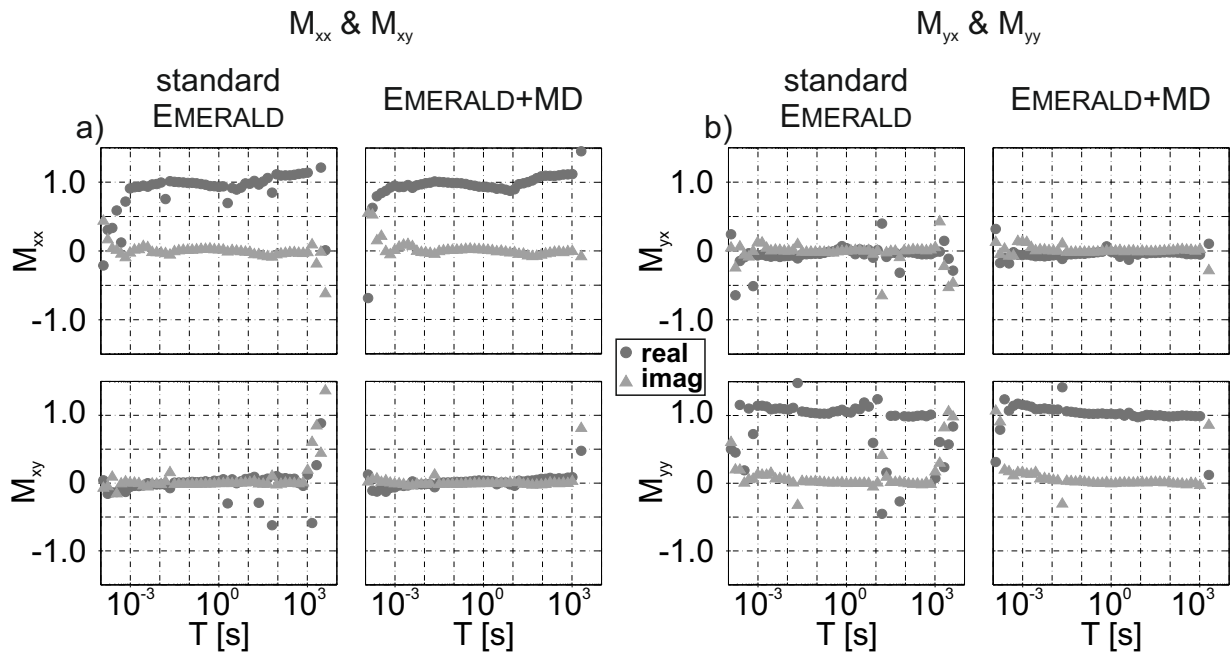 Mxx & Mxy
Myx & Myy
standard
EMERALD
EMERALD+MD
standard
EMERALD
EMERALD+MD
a)
b)
Mxx
1.0
0
-1.0
Myx
1.0
0
-1.0
real
imag
Mxy
1.0
0
-1.0
Myy
1.0
0
-1.0
10-3 100 103
10-3 100 103
10-3 100 103
10-3 100 103
T [s]
T [s]
T [s]
T [s]